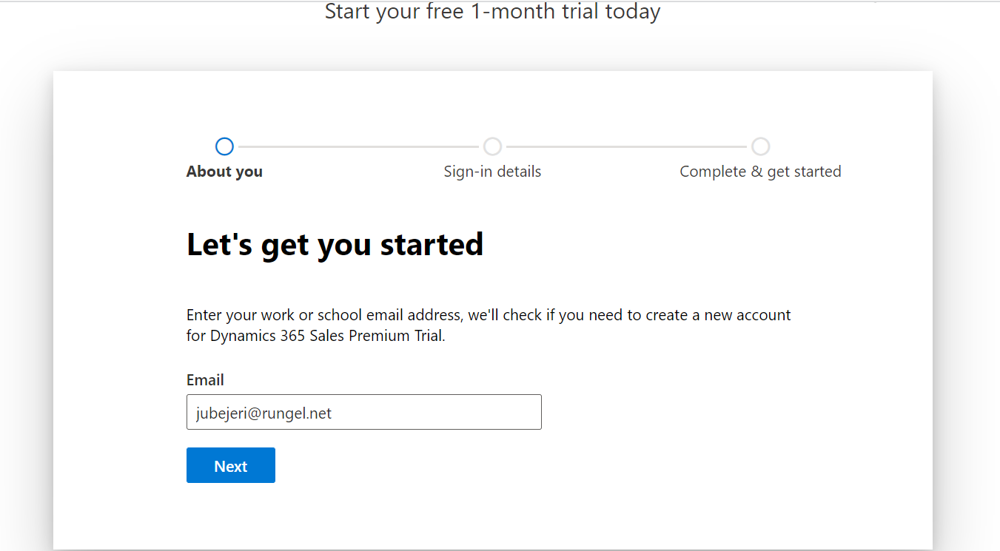 Start your free 1-month trial today
About you
Sign-in details
Complete & get started
Let's get you started
Enter your work or school email address, we'll check if you need to create a new account
for Dynamics 365 Sales Premium Trial.
Email
jubejeri@rungel.net
Next